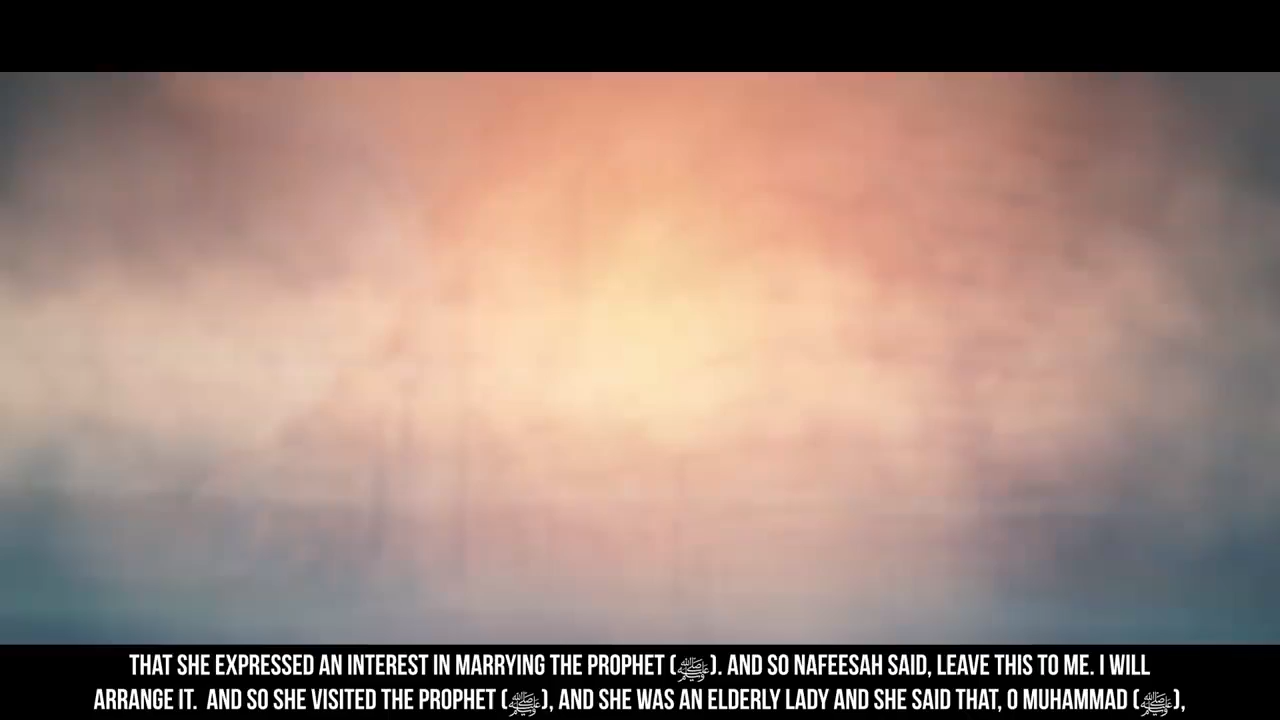 THAT SHE EXPRESSED AN INTEREST IN MARRYING THE PROPHET (ﷺ). AND SO NAFEESAH SAID, LEAVE THIS TO ME. I WILL
ARRANGE IT. AND SO SHE VISITED THE PROPHET (ﷺ), AND SHE WAS AN ELDERLY LADY AND SHE SAID THAT, O MUHAMMAD (ﷺ),